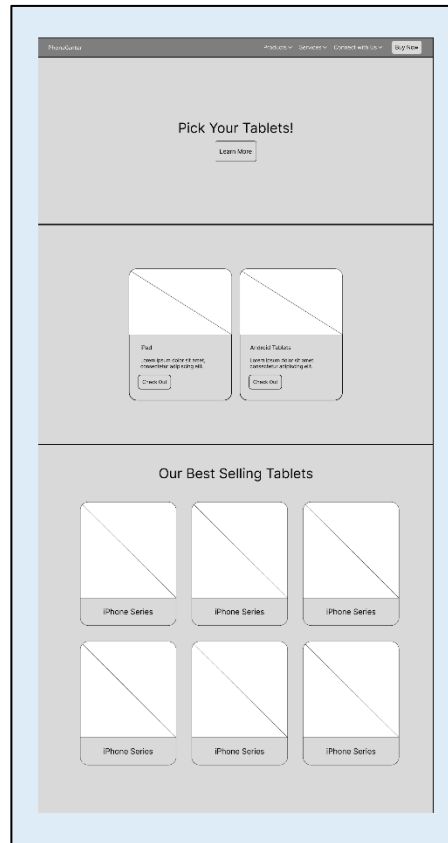 PhoneCenter
Products Services Connect with Us Buy Now
Pick Your Tablets!
Learn More
iPad
Lorem ipsum dolor sit amet,
consectetur adipiscing elit.
Check Out
Android Tablets
Lorem ipsum dolor sit amet,
consectetur adipiscing elit.
Check Out
Our Best Selling Tablets
iPhone Series
iPhone Series
iPhone Series
iPhone Series
iPhone Series
iPhone Series